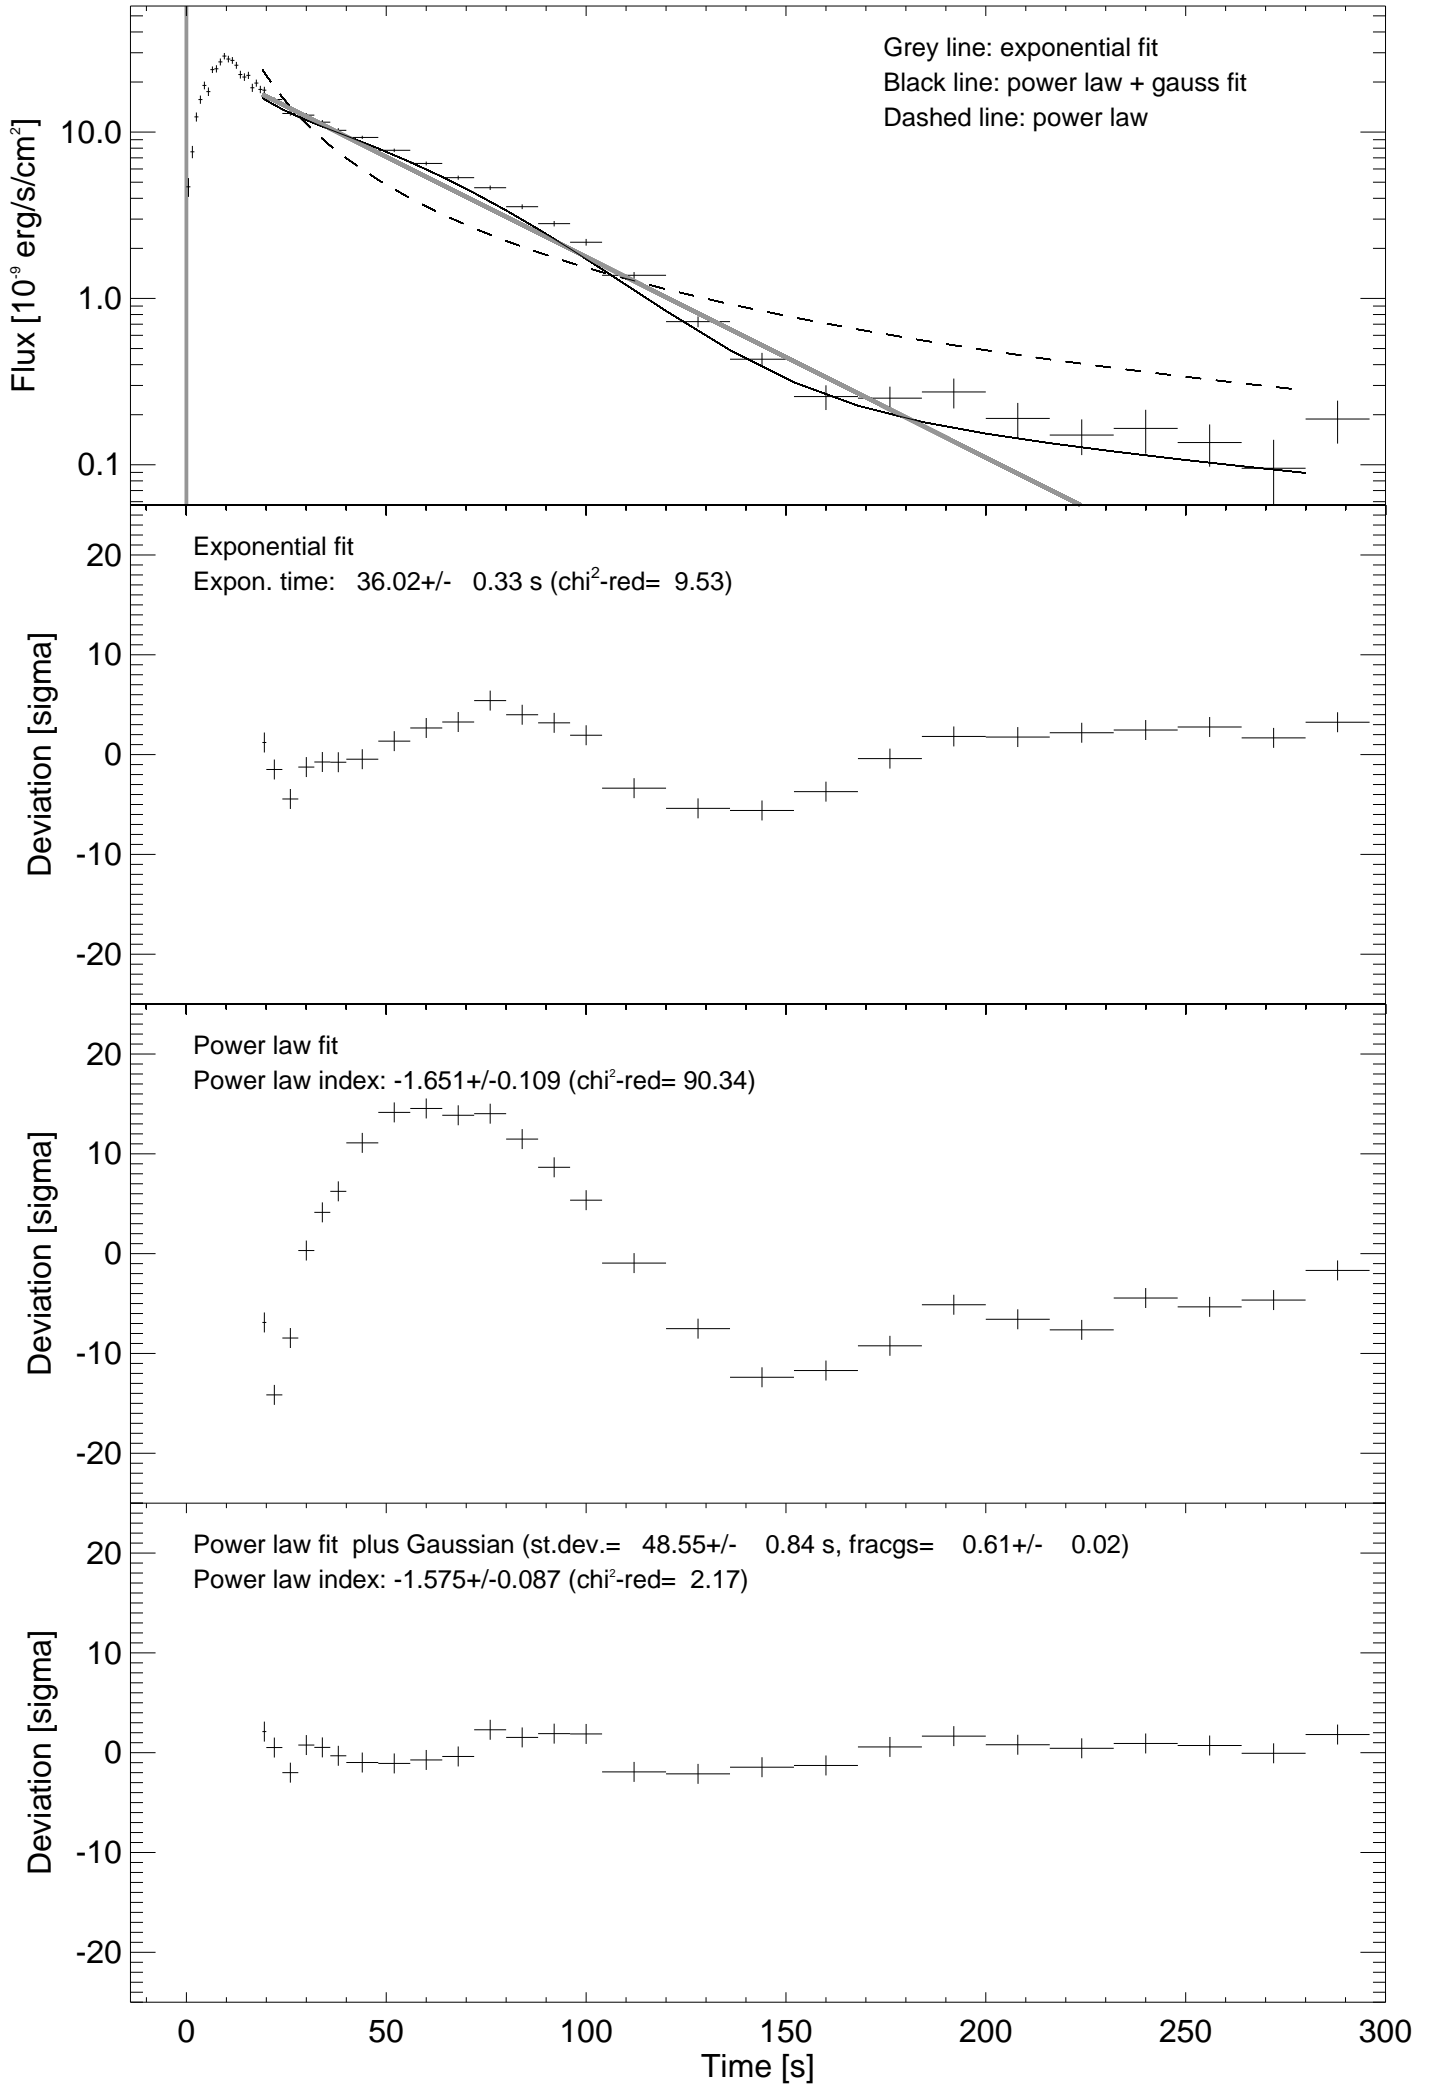 Grey line: exponential fit
Black line: power law + gauss fit
Dashed line: power law
Flux [10⁻⁹ erg/s/cm²]
10.0
1.0
0.1
Exponential fit
Expon. time: 36.02+/- 0.33 s (chi²-red= 9.53)
Deviation [sigma]
20
10
0
-10
-20
Power law fit
Power law index: -1.651+/-0.109 (chi²-red= 90.34)
Deviation [sigma]
20
10
0
-10
-20
Power law fit plus Gaussian (st.dev.= 48.55+/- 0.84 s, fracgs= 0.61+/- 0.02)
Power law index: -1.575+/-0.087 (chi²-red= 2.17)
Deviation [sigma]
20
10
0
-10
-20
0 50 100 150 200 250 300
Time [s]